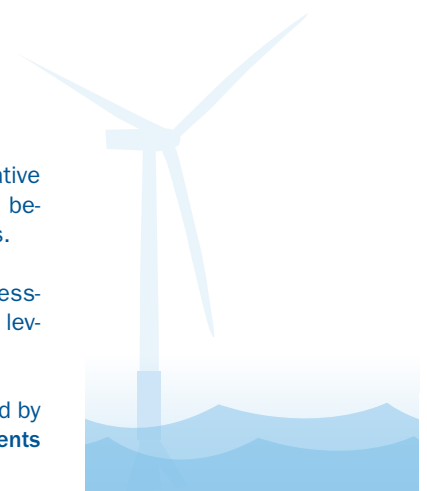 ative
be-
s.
ess-
lev-
d by
ents